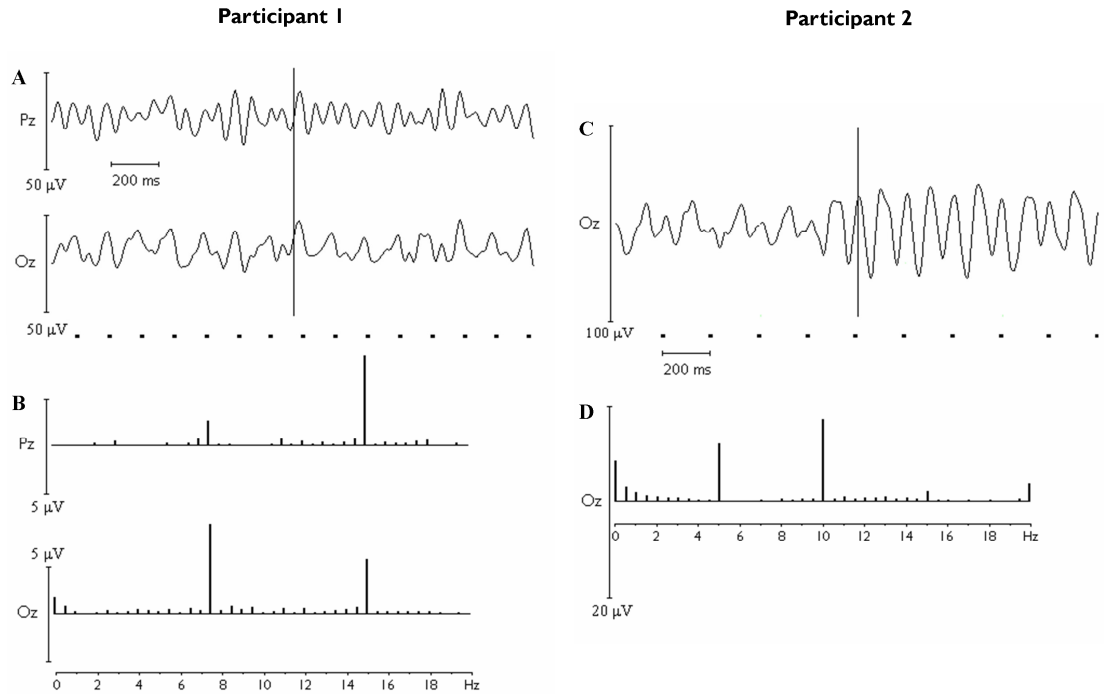 Participant 1
Participant 2
A
Pz
50 µV
200 ms
Oz
50 µV
B
Pz
5 µV
5 µV
Oz
0 2 4 6 8 10 12 14 16 18 Hz
C
Oz
100 µV
200 ms
D
Oz
0 2 4 6 8 10 12 14 16 18 Hz
20 µV